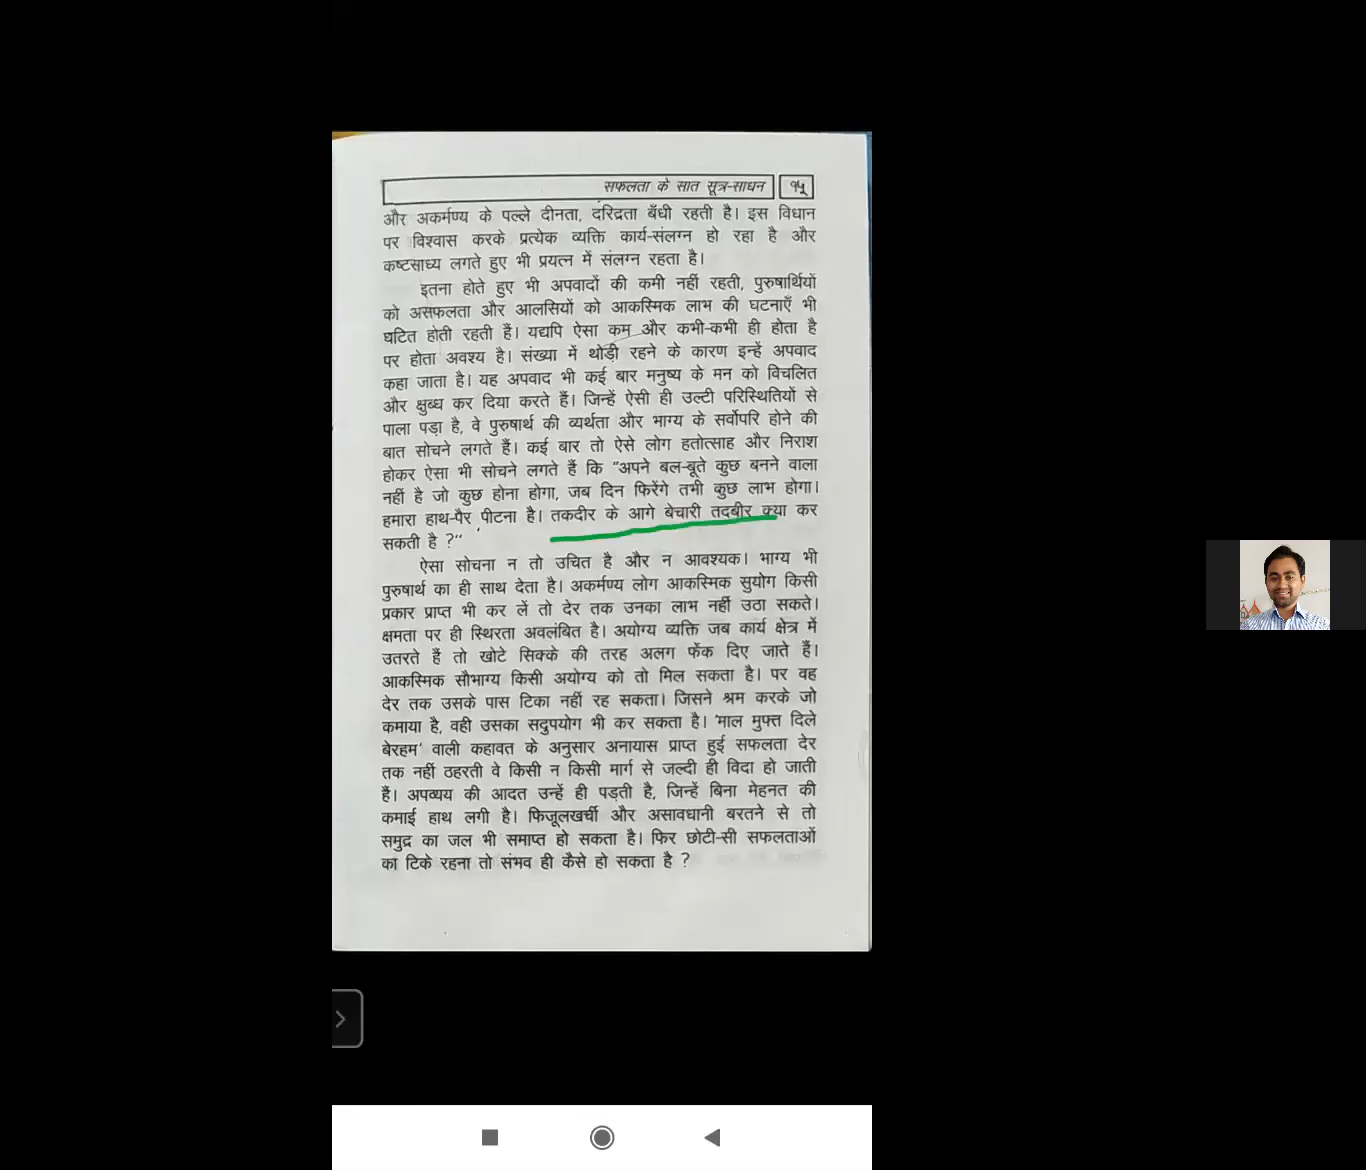 सफलता के सात सूत्र-साधन १५
और अकर्मण्य के पल्ले दीनता, दरिद्रता बँधी रहती है। इस विधान
पर विश्वास करके प्रत्येक व्यक्ति कार्य-संलग्न हो रहा है और
कष्टसाध्य लगते हुए भी प्रयत्न में संलग्न रहता है।
इतना होते हुए भी अपवादों की कमी नहीं रहती, पुरुषार्थियों
को असफलता और आलसियों को आकस्मिक लाभ की घटनाएँ भी
घटित होती रहती हैं। यद्यपि ऐसा कम और कभी-कभी ही होता है
पर होता अवश्य है। संख्या में थोड़ी रहने के कारण इन्हें अपवाद
कहा जाता है। यह अपवाद भी कई बार मनुष्य के मन को विचलित
और क्षुब्ध कर दिया करते हैं। जिन्हें ऐसी ही उल्टी परिस्थितियों से
पाला पड़ा है, वे पुरुषार्थ की व्यर्थता और भाग्य के सर्वोपरि होने की
बात सोचने लगते हैं। कई बार तो ऐसे लोग हतोत्साह और निराश
होकर ऐसा भी सोचने लगते हैं कि "अपने बल-बूते कुछ बनने वाला
नहीं है जो कुछ होना होगा, जब दिन फिरेंगे तभी कुछ लाभ होगा।
हमारा हाथ-पैर पीटना है। तकदीर के आगे बेचारी तदबीर क्या कर
सकती है ?"
ऐसा सोचना न तो उचित है और न आवश्यक। भाग्य भी
पुरुषार्थ का ही साथ देता है। अकर्मण्य लोग आकस्मिक सुयोग किसी
प्रकार प्राप्त भी कर लें तो देर तक उनका लाभ नहीं उठा सकते।
क्षमता पर ही स्थिरता अवलंबित है। अयोग्य व्यक्ति जब कार्य क्षेत्र में
उतरते हैं तो खोटे सिक्के की तरह अलग फेंक दिए जाते हैं।
आकस्मिक सौभाग्य किसी अयोग्य को तो मिल सकता है। पर वह
देर तक उसके पास टिका नहीं रह सकता। जिसने श्रम करके जो
कमाया है, वही उसका सदुपयोग भी कर सकता है। 'माल मुफ्त दिले
बेरहम' वाली कहावत के अनुसार अनायास प्राप्त हुई सफलता देर
तक नहीं ठहरती वे किसी न किसी मार्ग से जल्दी ही विदा हो जाती
हैं। अपव्यय की आदत उन्हें ही पड़ती है, जिन्हें बिना मेहनत की
कमाई हाथ लगी है। फिजूलखर्ची और असावधानी बरतने से तो
समुद्र का जल भी समाप्त हो सकता है। फिर छोटी-सी सफलताओं
का टिके रहना तो संभव ही कैसे हो सकता है ?